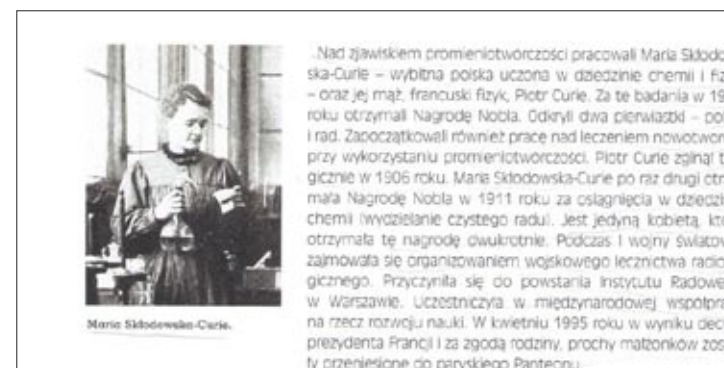 Nad zjawiskiem promieniotwórczości pracowali Maria Skłodo
ska-Curie – wybitna polska uczona w dziedzinie chemii i fiz
– oraz jej mąż, francuski fizyk, Piotr Curie. Za te badania w 19
roku otrzymali Nagrodę Nobla. Odkryli dwa pierwiastki – po
i rad. Zapoczątkowali również pracę nad leczeniem nowotwor
przy wykorzystaniu promieniotwórczości. Piotr Curie zginął t
gicznie w 1906 roku. Maria Skłodowska-Curie po raz drugi otr
mała Nagrodę Nobla w 1911 roku za osiągnięcia w dziedzi
chemii (wydzielanie czystego radu). Jest jedyną kobietą, kt
otrzymała tę nagrodę dwukrotnie. Podczas I wojny świato
zajmowała się organizowaniem wojskowego lecznictwa radio
gicznego. Przyczyniła się do powstania Instytutu Radowe
w Warszawie. Uczestniczyła w międzynarodowej współpr
na rzecz rozwoju nauki. W kwietniu 1995 roku w wyniku dec
prezydenta Francji i za zgodą rodziny, prochy małżonków zos
ły przeniesione do paryskiego Panteonu.
Maria Skłodowska-Curie.